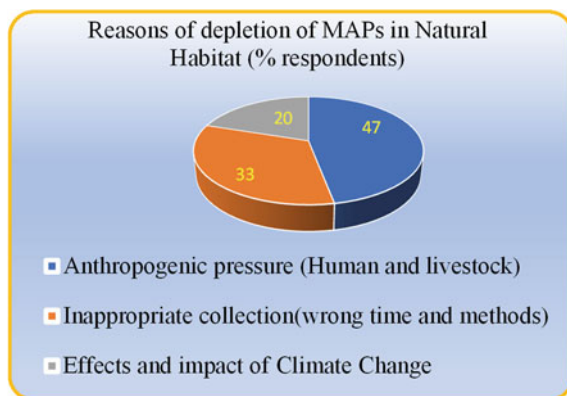 Reasons of depletion of MAPs in Natural
Habitat (% respondents)
20
47
33
Anthropogenic pressure (Human and livestock)
Inappropriate collection(wrong time and methods)
Effects and impact of Climate Change